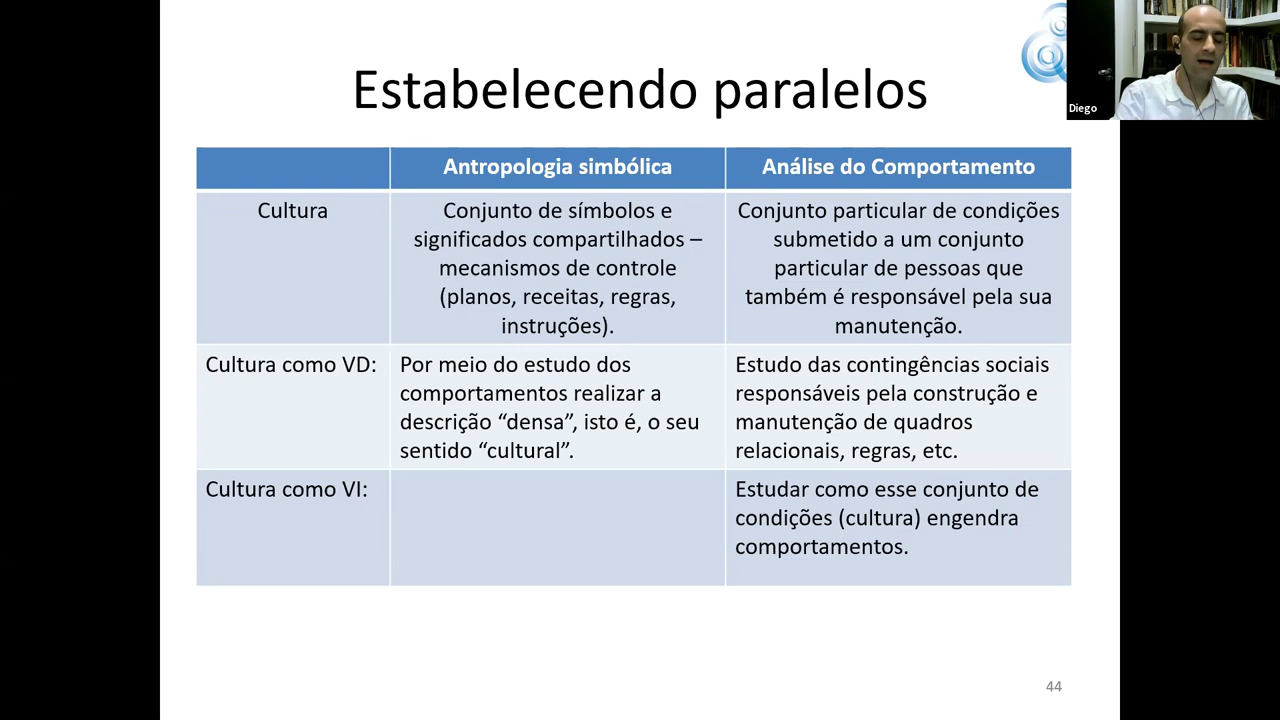 Estabelecendo paralelos
Diego
Antropologia simbólica
Análise do Comportamento
Cultura
Conjunto de símbolos e
significados compartilhados –
mecanismos de controle
(planos, receitas, regras,
instruções).
Conjunto particular de condições
submetido a um conjunto
particular de pessoas que
também é responsável pela sua
manutenção.
Cultura como VD:
Por meio do estudo dos
comportamentos realizar a
descrição “densa”, isto é, o seu
sentido “cultural”.
Estudo das contingências sociais
responsáveis pela construção e
manutenção de quadros
relacionais, regras, etc.
Cultura como VI:
Estudar como esse conjunto de
condições (cultura) engendra
comportamentos.
44